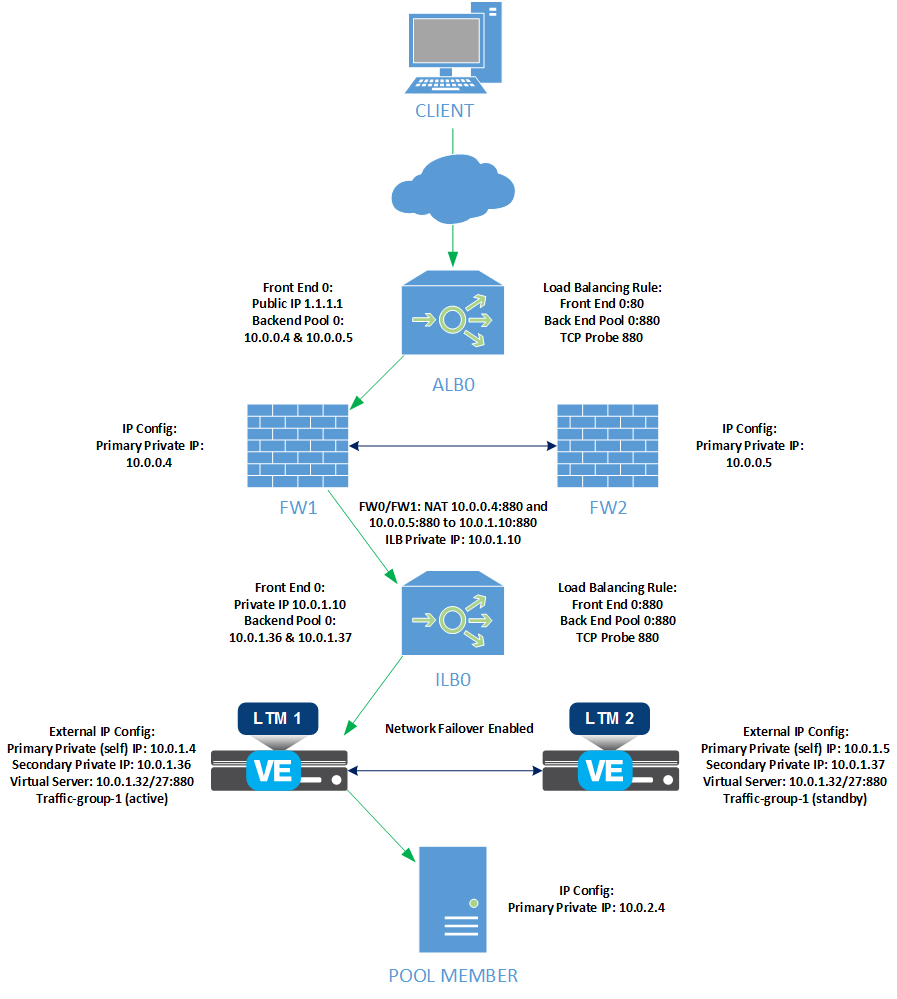 CLIENT
Front End 0:
Public IP 1.1.1.1
Backend Pool 0:
10.0.0.4 & 10.0.0.5
Load Balancing Rule:
Front End 0:80
Back End Pool 0:880
TCP Probe 880
ALB0
IP Config:
Primary Private IP:
10.0.0.4
IP Config:
Primary Private IP:
10.0.0.5
FW1
FW2
FW0/FW1: NAT 10.0.0.4:880 and
10.0.0.5:880 to 10.0.1.10:880
ILB Private IP: 10.0.1.10
Front End 0:
Private IP 10.0.1.10
Backend Pool 0:
10.0.1.36 & 10.0.1.37
Load Balancing Rule:
Front End 0:880
Back End Pool 0:880
TCP Probe 880
ILB0
LTM 1
LTM 2
Network Failover Enabled
External IP Config:
Primary Private (self) IP: 10.0.1.4
Secondary Private IP: 10.0.1.36
Virtual Server: 10.0.1.32/27:880
Traffic-group-1 (active)
VE
VE
External IP Config:
Primary Private (self) IP: 10.0.1.5
Secondary Private IP: 10.0.1.37
Virtual Server: 10.0.1.32/27:880
Traffic-group-1 (standby)
IP Config:
Primary Private IP: 10.0.2.4
POOL MEMBER